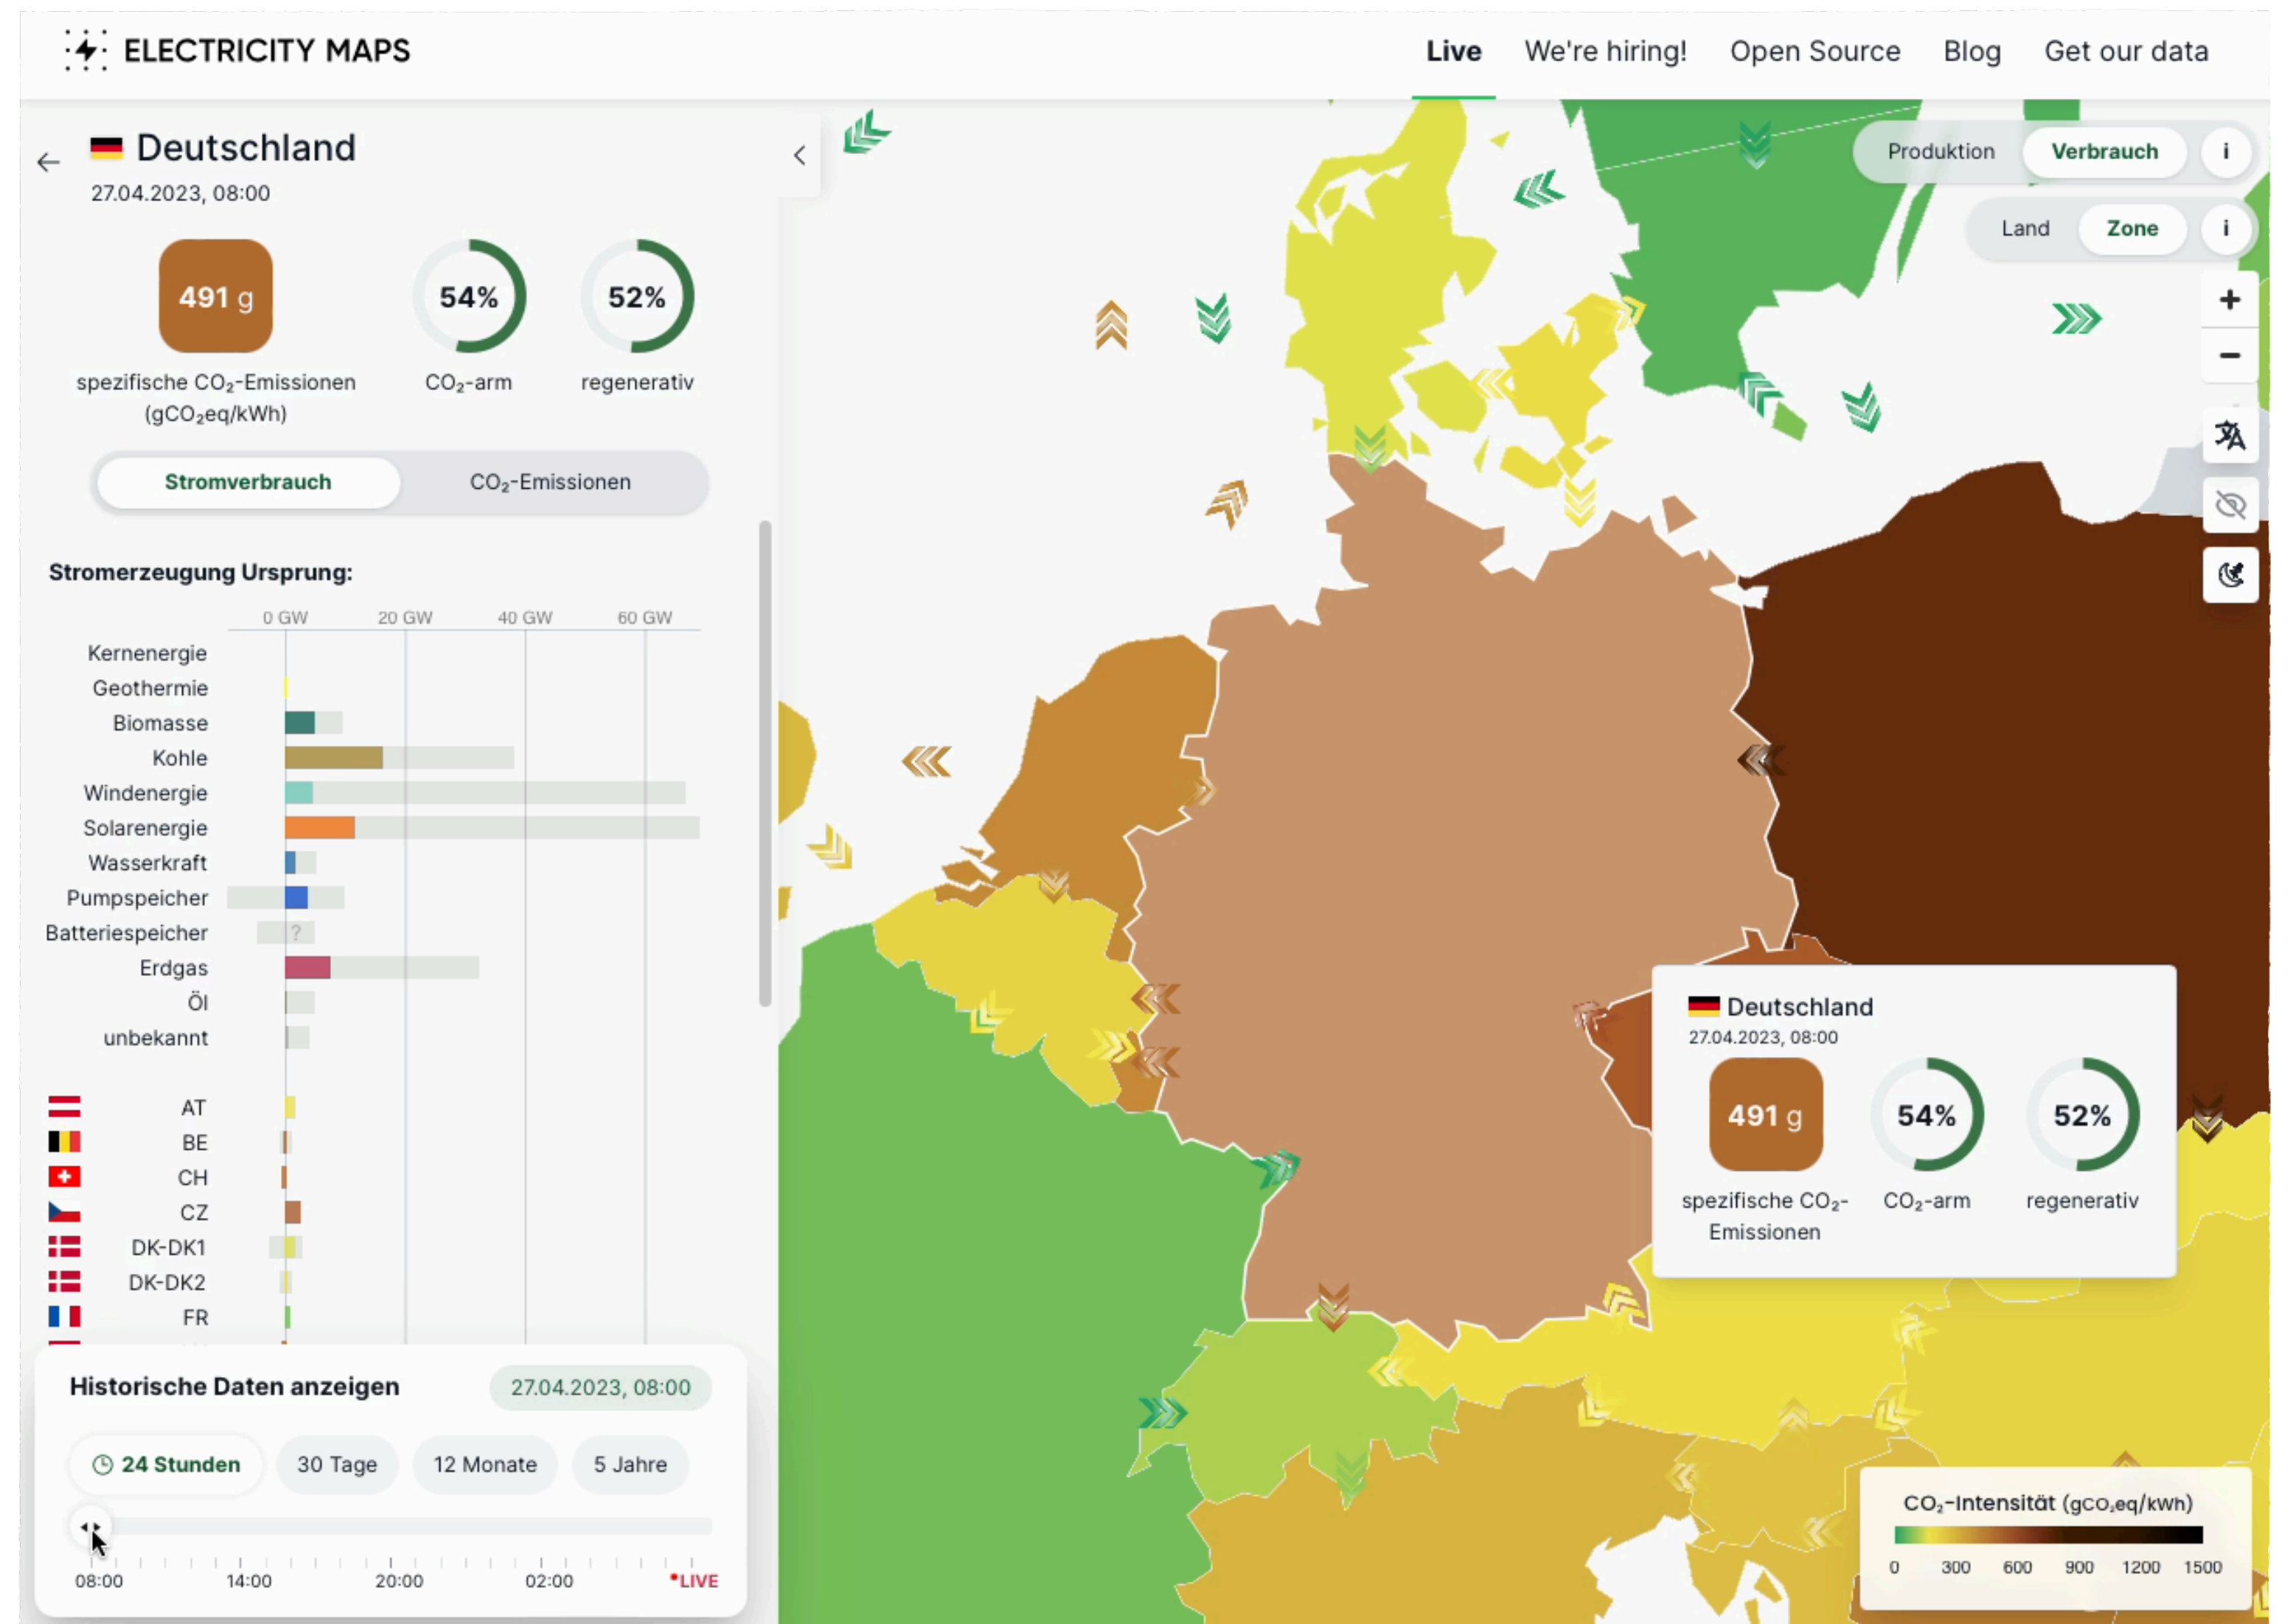 ELECTRICITY MAPS
Live
We're hiring!
Open Source
Blog
Get our data
Deutschland
27.04.2023, 08:00
491 g
54%
52%
spezifische CO₂-Emissionen
(gCO₂eq/kWh)
CO₂-arm
regenerativ
Stromverbrauch
CO₂-Emissionen
Stromerzeugung Ursprung:
0 GW
20 GW
40 GW
60 GW
Kernenergie
Geothermie
Biomasse
Kohle
Windenergie
Solarenergie
Wasserkraft
Pumpspeicher
Batteriespeicher
?
Erdgas
Öl
unbekannt
AT
BE
CH
CZ
DK-DK1
DK-DK2
FR
Historische Daten anzeigen
27.04.2023, 08:00
24 Stunden
30 Tage
12 Monate
5 Jahre
08:00
14:00
20:00
02:00
LIVE
Produktion
Verbrauch
i
Land
Zone
i
+
−
Deutschland
27.04.2023, 08:00
491 g
54%
52%
spezifische CO₂-
Emissionen
CO₂-arm
regenerativ
CO₂-Intensität (gCO₂eq/kWh)
0
300
600
900
1200
1500